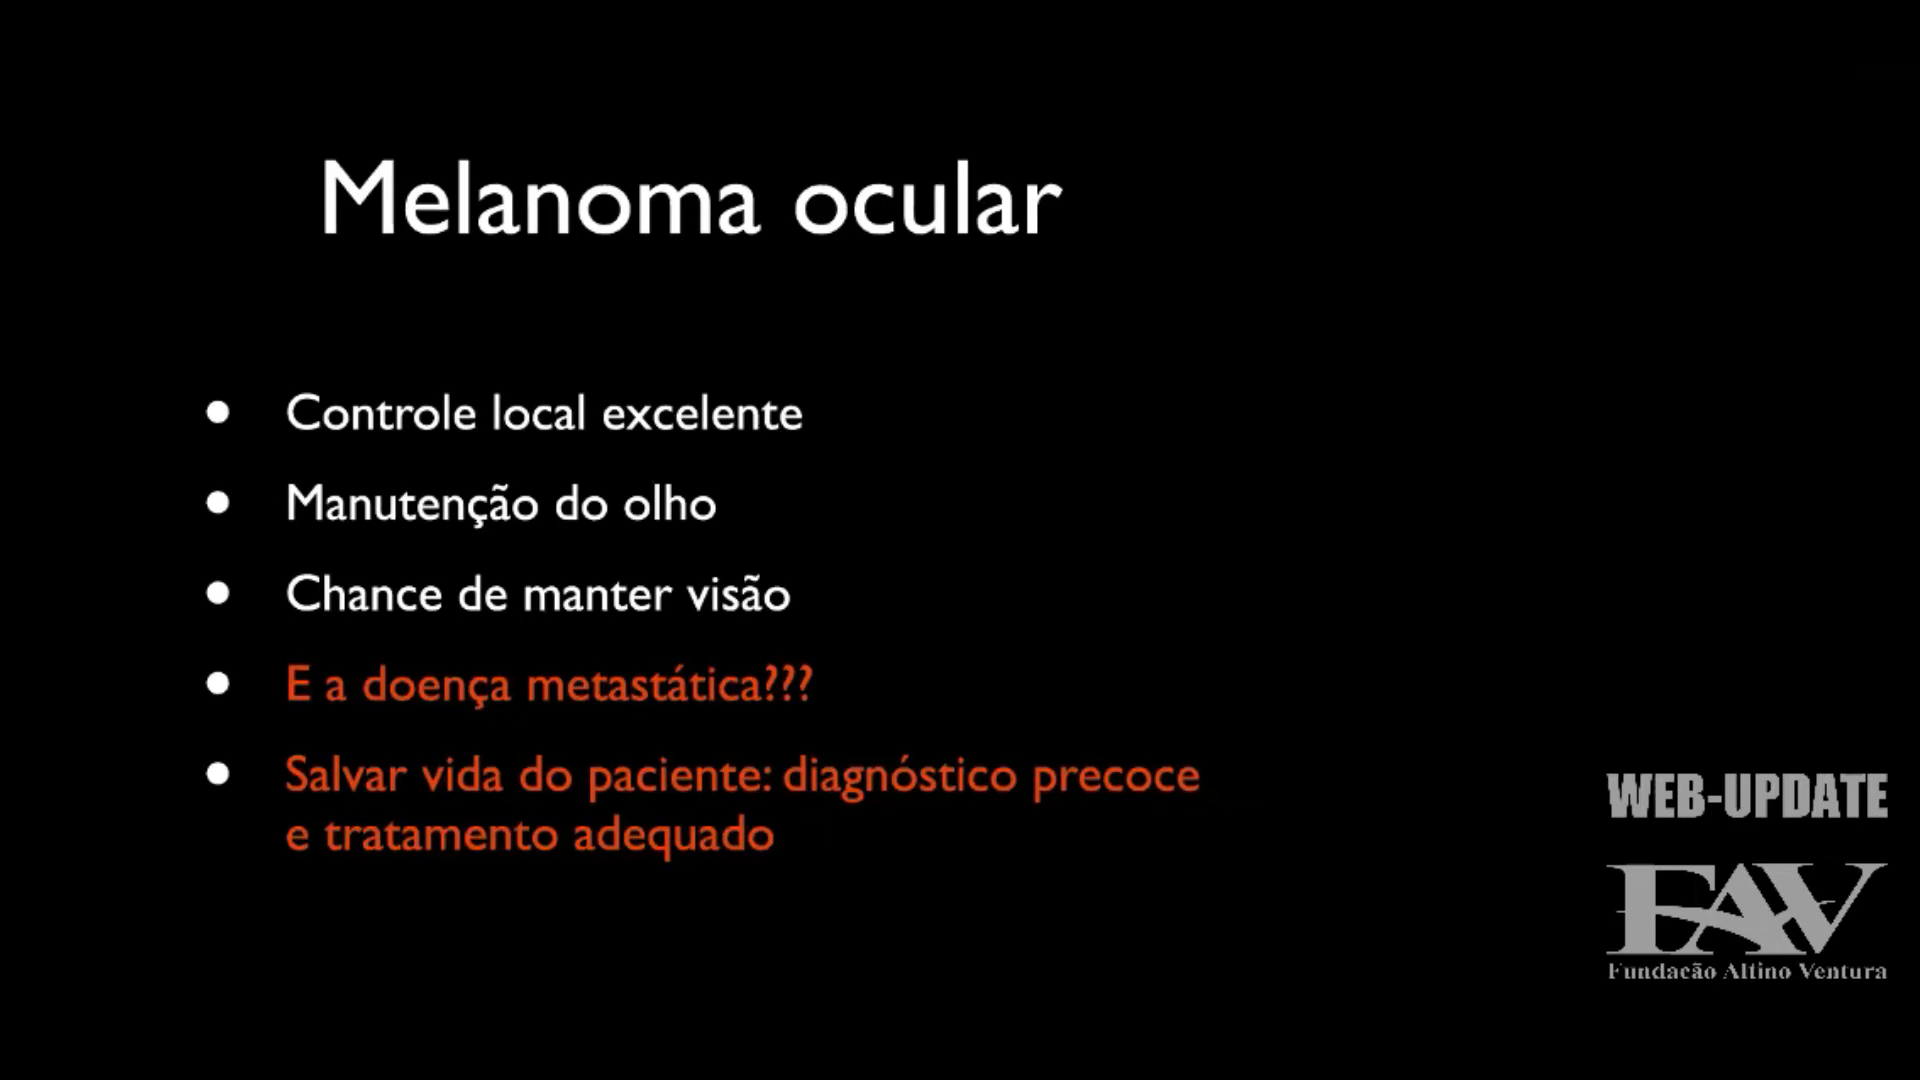 Melanoma ocular
• Controle local excelente
• Manutenção do olho
• Chance de manter visão
• E a doença metastática???
• Salvar vida do paciente: diagnóstico precoce
e tratamento adequado
WEB-UPDATE
FAV
Fundação Altino Ventura